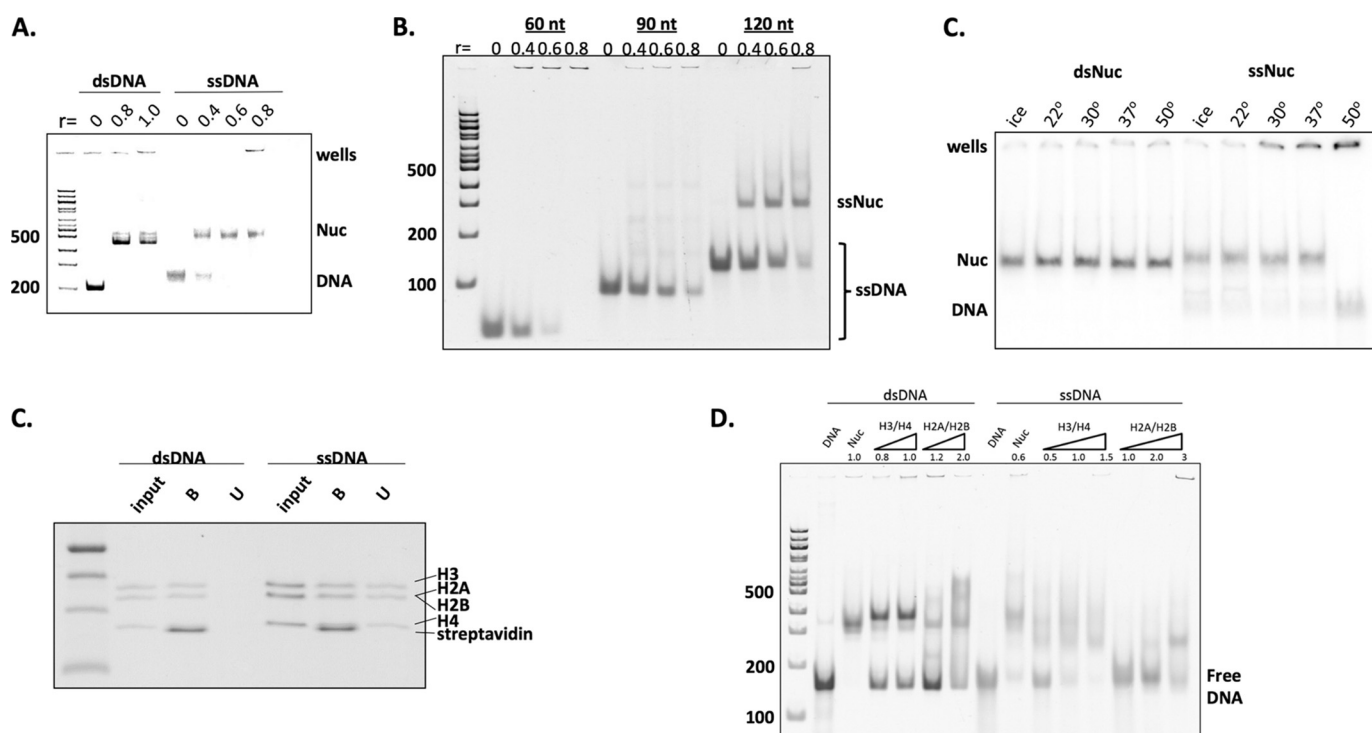 A.
dsDNA ssDNA
r= 0 0.8 1.0 0 0.4 0.6 0.8
wells
500
Nuc
200
DNA
B.
60 nt 90 nt 120 nt
r= 0 0.4 0.6 0.8 0 0.4 0.6 0.8 0 0.4 0.6 0.8
500
200
100
ssNuc
ssDNA
C.
dsNuc ssNuc
ice 22° 30° 37° 50° ice 22° 30° 37° 50°
wells
Nuc
DNA
C.
dsDNA ssDNA
input B U input B U
H3
H2A
H2B
H4
streptavidin
D.
dsDNA ssDNA
DNA Nuc H3/H4 H2A/H2B DNA Nuc H3/H4 H2A/H2B
1.0 0.8 1.0 1.2 2.0 0.6 0.5 1.0 1.5 1.0 2.0 3
500
200
100
Free
DNA